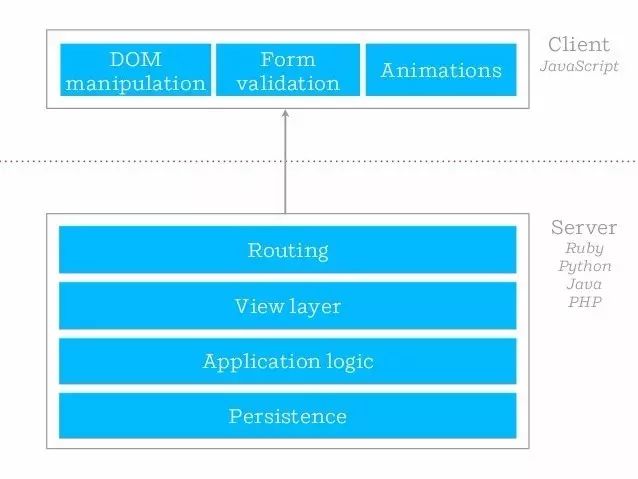 DOM
manipulation
Form
validation
Animations
Client
JavaScript
Routing
View layer
Application logic
Persistence
Server
Ruby
Python
Java
PHP